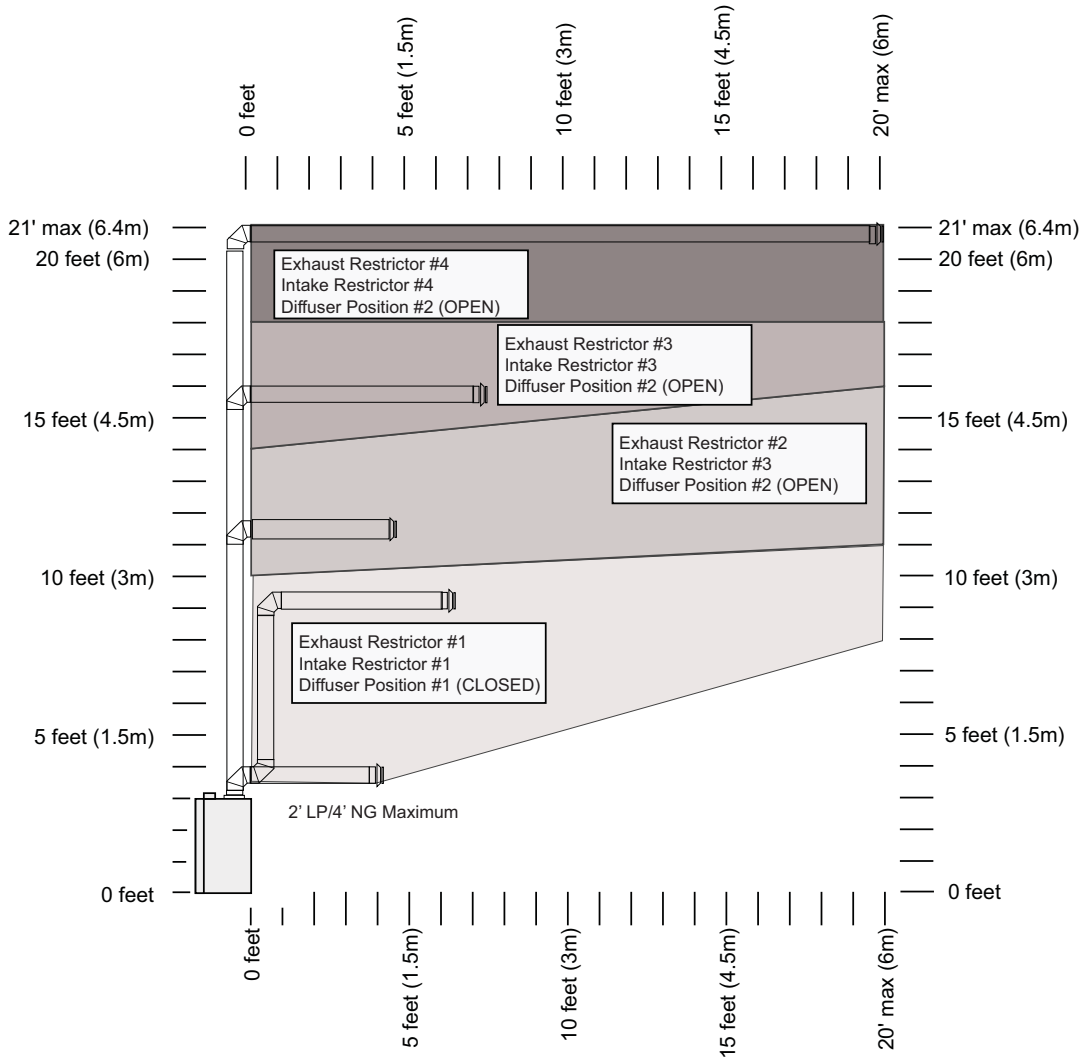 0 feet
5 feet (1.5m)
10 feet (3m)
15 feet (4.5m)
20' max (6m)
21' max (6.4m)
21' max (6.4m)
20 feet (6m)
20 feet (6m)
Exhaust Restrictor #4
Intake Restrictor #4
Diffuser Position #2 (OPEN)
Exhaust Restrictor #3
Intake Restrictor #3
Diffuser Position #2 (OPEN)
15 feet (4.5m)
15 feet (4.5m)
Exhaust Restrictor #2
Intake Restrictor #3
Diffuser Position #2 (OPEN)
10 feet (3m)
10 feet (3m)
Exhaust Restrictor #1
Intake Restrictor #1
Diffuser Position #1 (CLOSED)
5 feet (1.5m)
5 feet (1.5m)
2’ LP/4’ NG Maximum
0 feet
0 feet
0 feet
5 feet (1.5m)
10 feet (3m)
15 feet (4.5m)
20' max (6m)